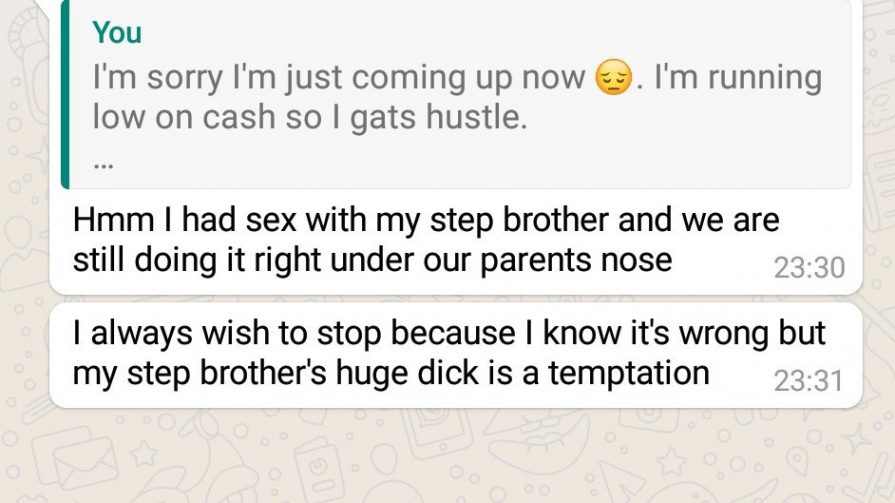 You
I'm sorry I'm just coming up now 😔. I'm running
low on cash so I gats hustle.
...
Hmm I had sex with my step brother and we are
still doing it right under our parents nose
23:30
I always wish to stop because I know it's wrong but
my step brother's huge dick is a temptation
23:31